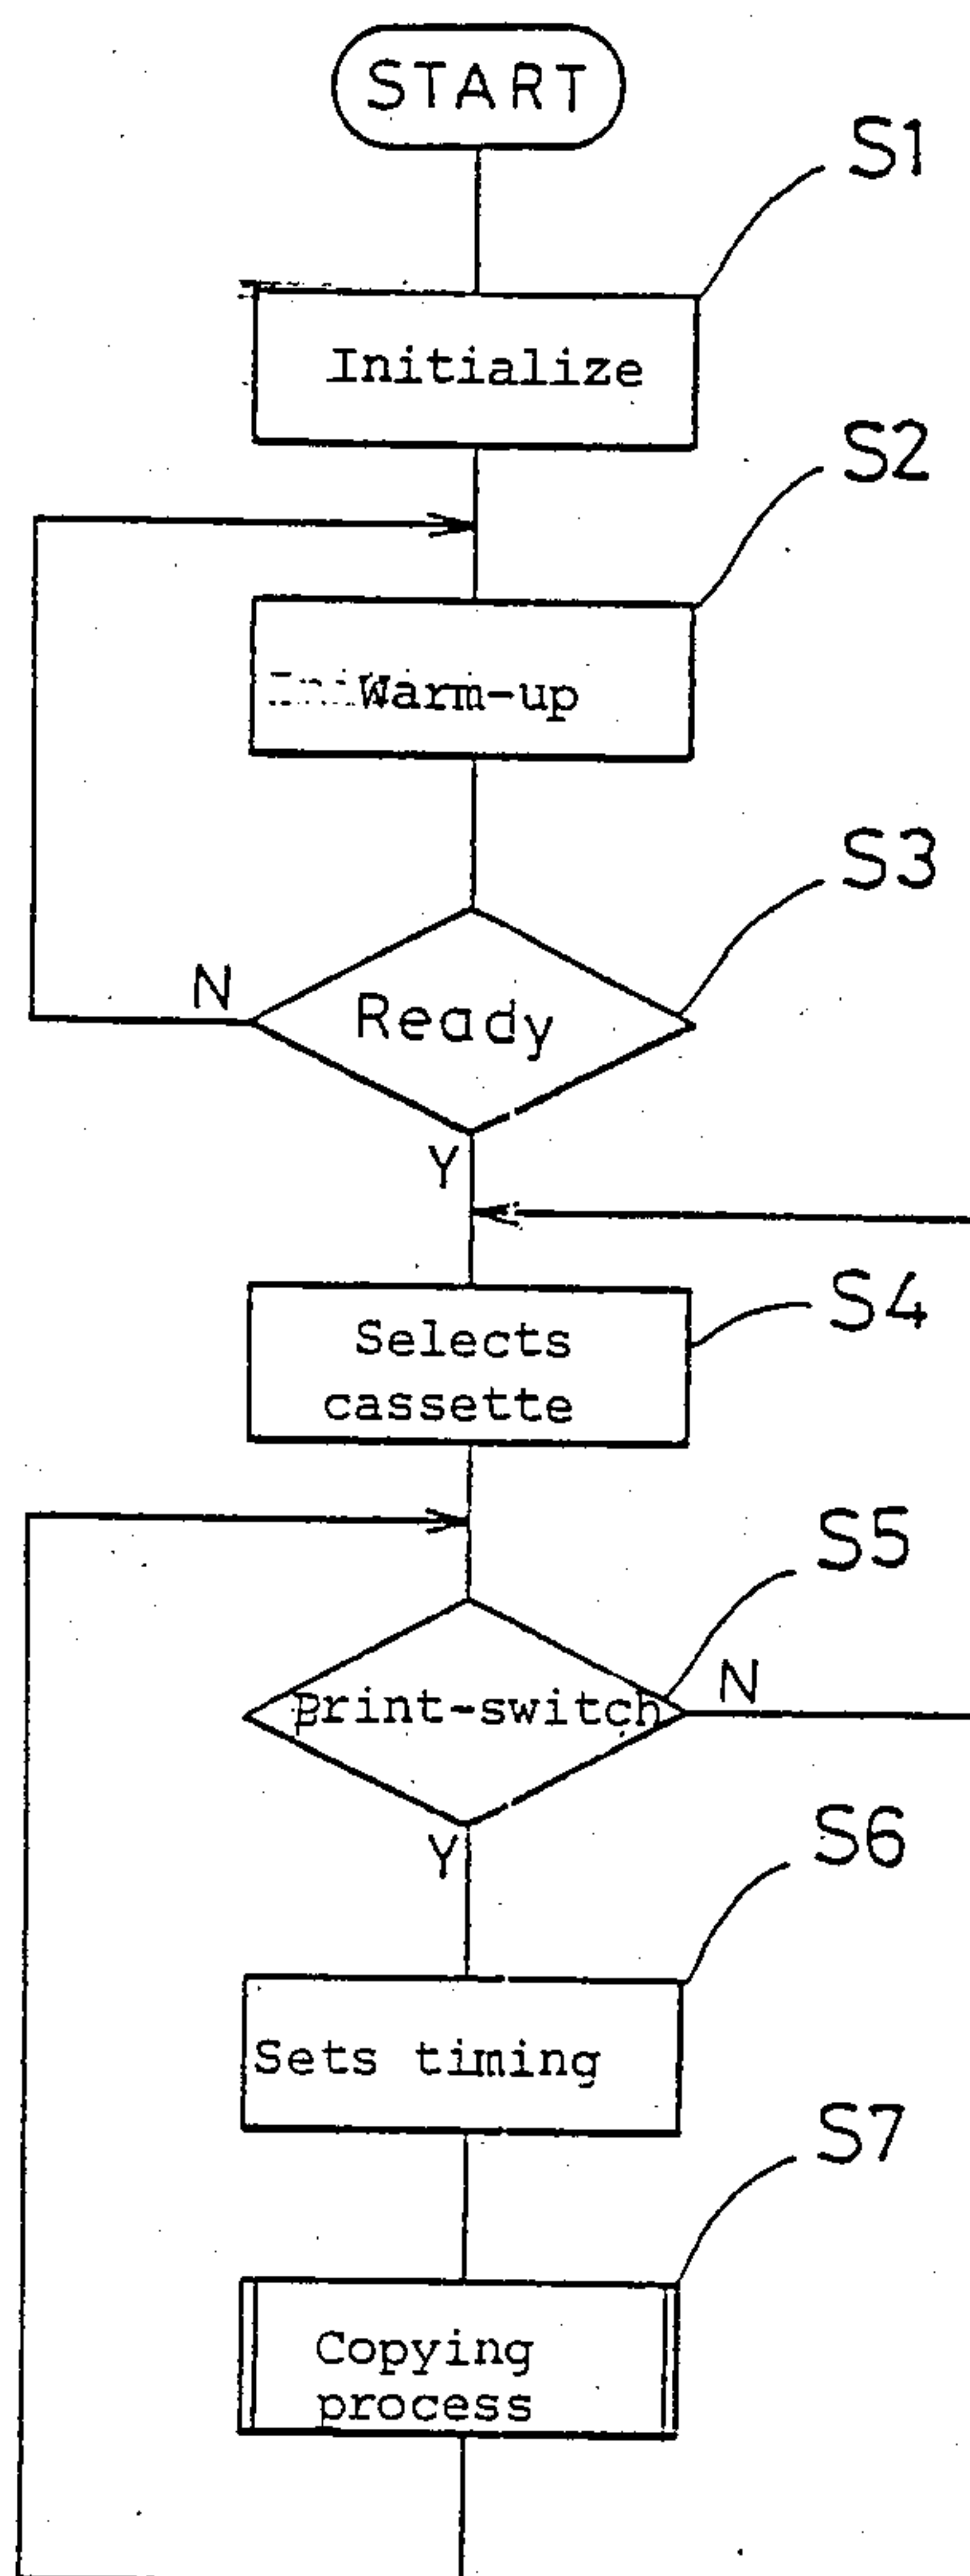 START
S1
Initialize
S2
Warm-up
S3
N
Ready
Y
S4
Selects
cassette
S5
Print-switch
N
Y
S6
Sets timing
S7
Copying
process